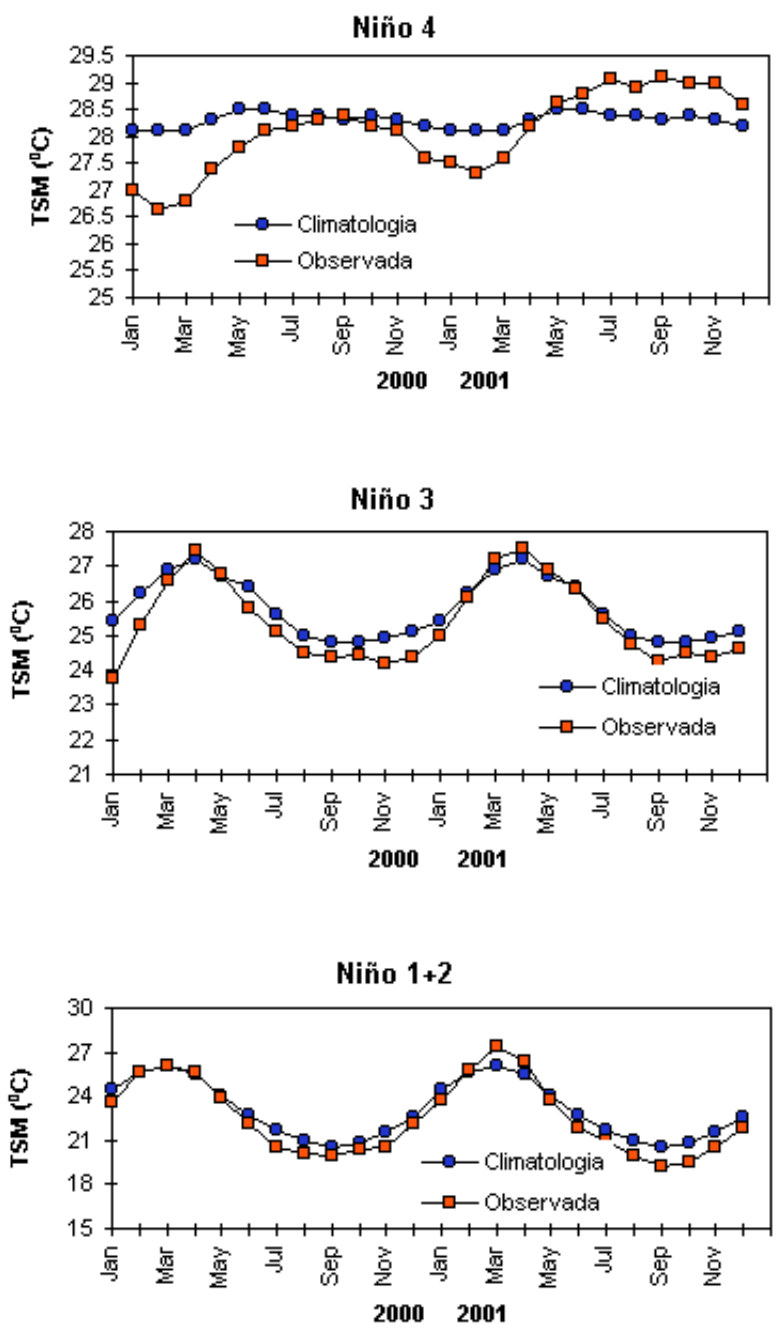 Niño 4
29.5
29
28.5
28
27.5
27
26.5
26
25.5
25
TSM (⁰C)
Climatologia
Observada
Jan Mar May Jul Sep Nov Jan Mar May Jul Sep Nov
2000 2001
Niño 3
28
27
26
25
24
23
22
21
TSM (⁰C)
Climatologia
Observada
Jan Mar May Jul Sep Nov Jan Mar May Jul Sep Nov
2000 2001
Niño 1+2
30
27
24
21
18
15
TSM (⁰C)
Climatologia
Observada
Jan Mar May Jul Sep Nov Jan Mar May Jul Sep Nov
2000 2001